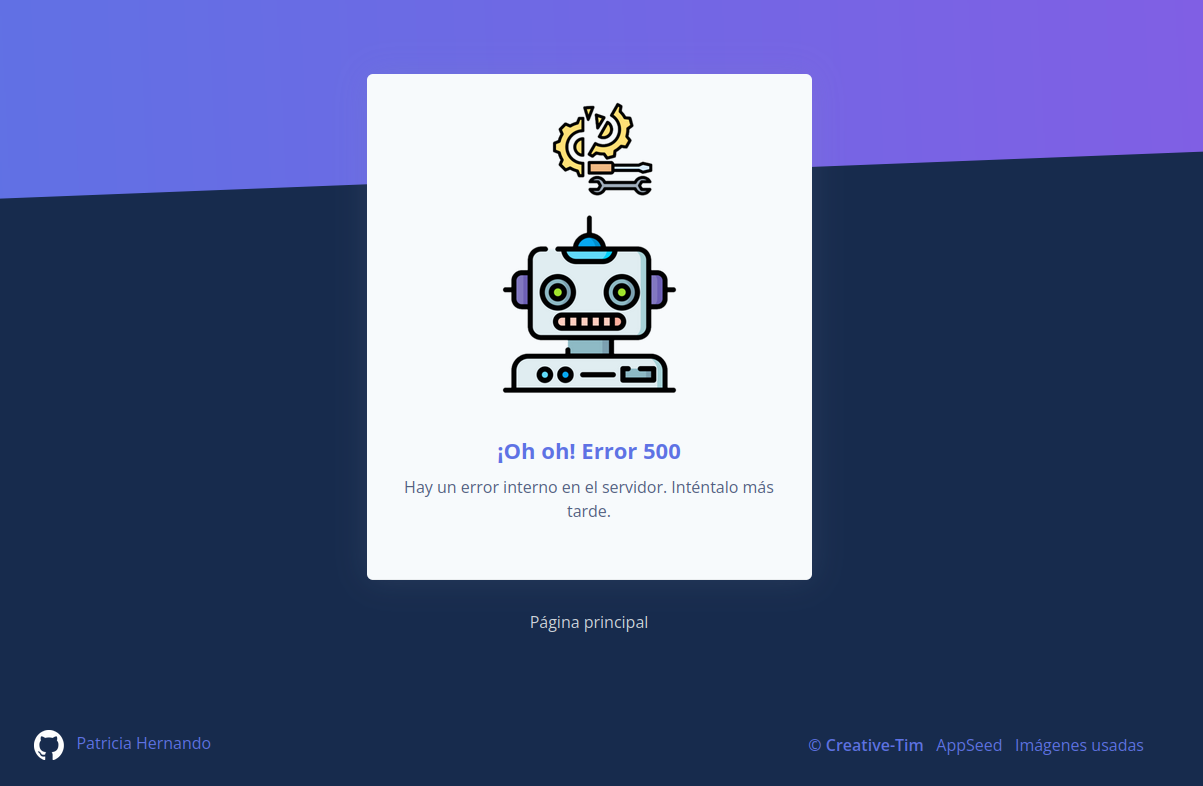 ¡Oh oh! Error 500
Hay un error interno en el servidor. Inténtalo más
tarde.
Página principal
Patricia Hernando
© Creative-Tim AppSeed Imágenes usadas